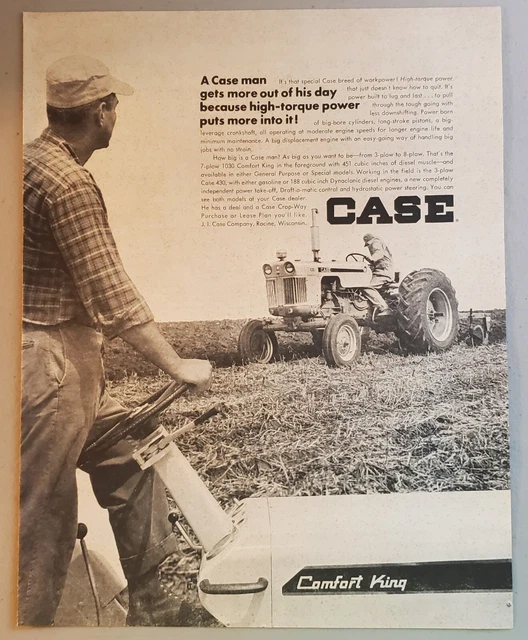 A Case man
gets more out of his day
because high-torque power
puts more into it!
It's that special Case breed of workpower! High-torque power
that just doesn't know how to quit. It's
power built to lug and last . . . to pull
through the tough going with
less downshifting. Power born
of big-bore cylinders, long-stroke pistons, a big-
leverage crankshaft, all operating at moderate engine speeds for longer engine life and
minimum maintenance. A big displacement engine with an easy-going way of handling big
jobs with no strain.
How big is a Case man? As big as you want to be—from 3-plow to 8-plow. That's the
7-plow 1030 Comfort King in the foreground with 451 cubic inches of diesel muscle—and
available in either General Purpose or Special models. Working in the field is the 3-plow
Case 430, with either gasoline or 188 cubic inch Dynaclonic diesel engines, a new completely
independent power take-off, Draft-o-matic control and hydrostatic power steering. You can
see both models at your Case dealer.
He has a deal and a Case Crop-Way
Purchase or Lease Plan you'll like.
J. I. Case Company, Racine, Wisconsin.
CASE
CASE
Comfort King